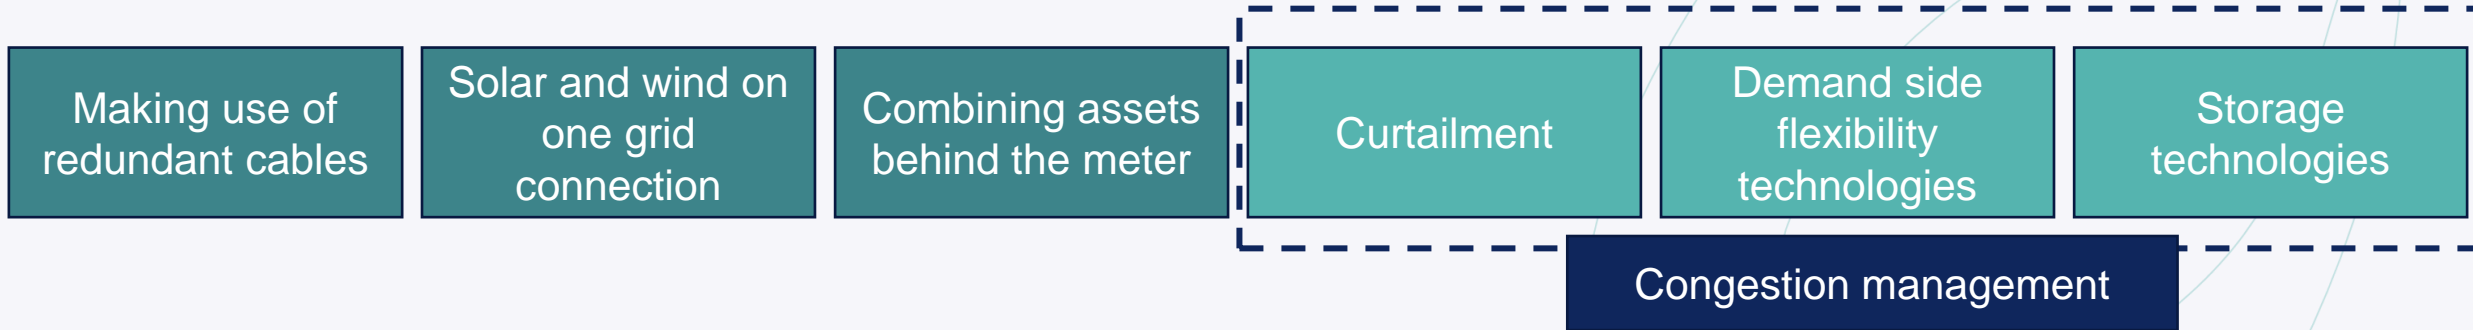 Making use of
redundant cables
Solar and wind on
one grid
connection
Combining assets
behind the meter
Curtailment
Demand side
flexibility
technologies
Storage
technologies
Congestion management